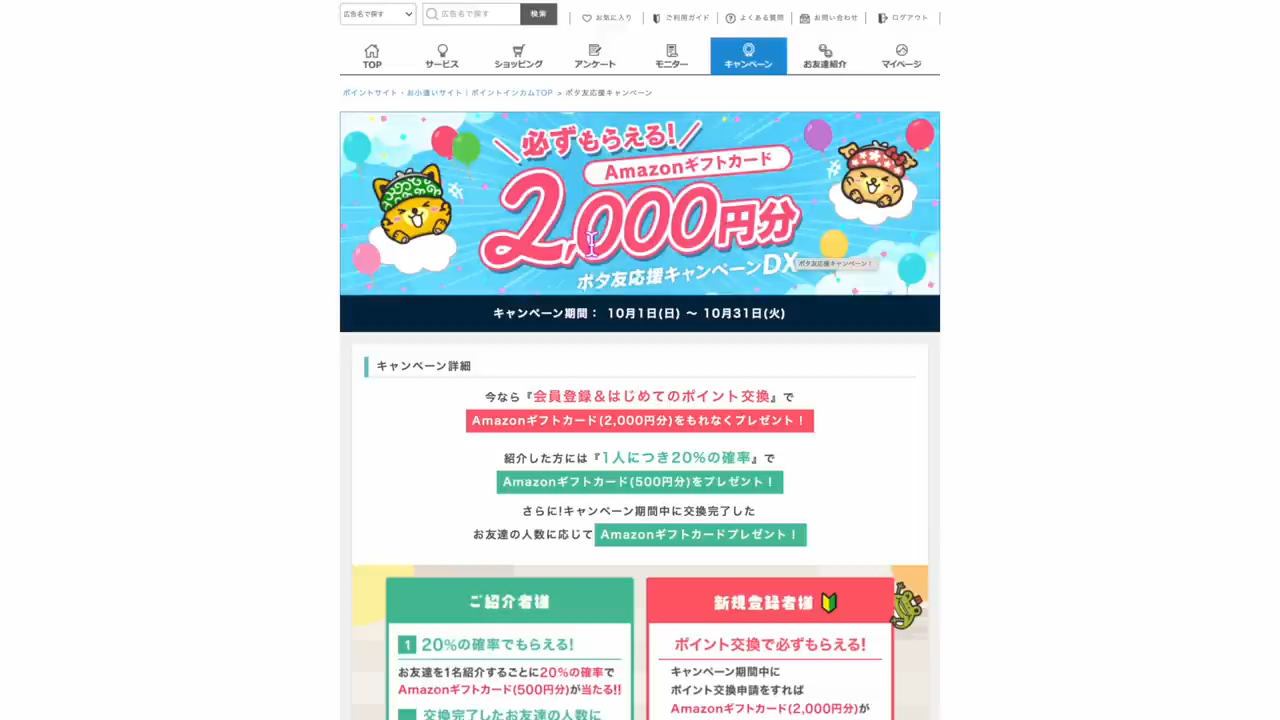 広告名で探す
広告名で探す
検索
お気に入り
ご利用ガイド
よくある質問
お問い合わせ
ログアウト
TOP
サービス
ショッピング
アンケート
モニター
キャンペーン
お友達紹介
マイページ
ポイントサイト・お小遣いサイト｜ポイントインカムTOP > ポタ友応援キャンペーン
必ずもらえる!
Amazonギフトカード
2,000円分
ポタ友応援キャンペーンDX
ポタ友応援キャンペーン！
キャンペーン期間： 10月1日(日) ～ 10月31日(火)
キャンペーン詳細
今なら『会員登録＆はじめてのポイント交換』で
Amazonギフトカード(2,000円分)をもれなくプレゼント！
紹介した方には『1人につき20%の確率』で
Amazonギフトカード(500円分)をプレゼント！
さらに!キャンペーン期間中に交換完了した
お友達の人数に応じて Amazonギフトカードプレゼント！
ご紹介者様
1 20%の確率でもらえる!
お友達を1名紹介するごとに20%の確率で
Amazonギフトカード(500円分)が当たる!!
交換完了したお友達の人数に
新規登録者様
ポイント交換で必ずもらえる!
キャンペーン期間中に
ポイント交換申請をすれば
Amazonギフトカード(2,000円分)が